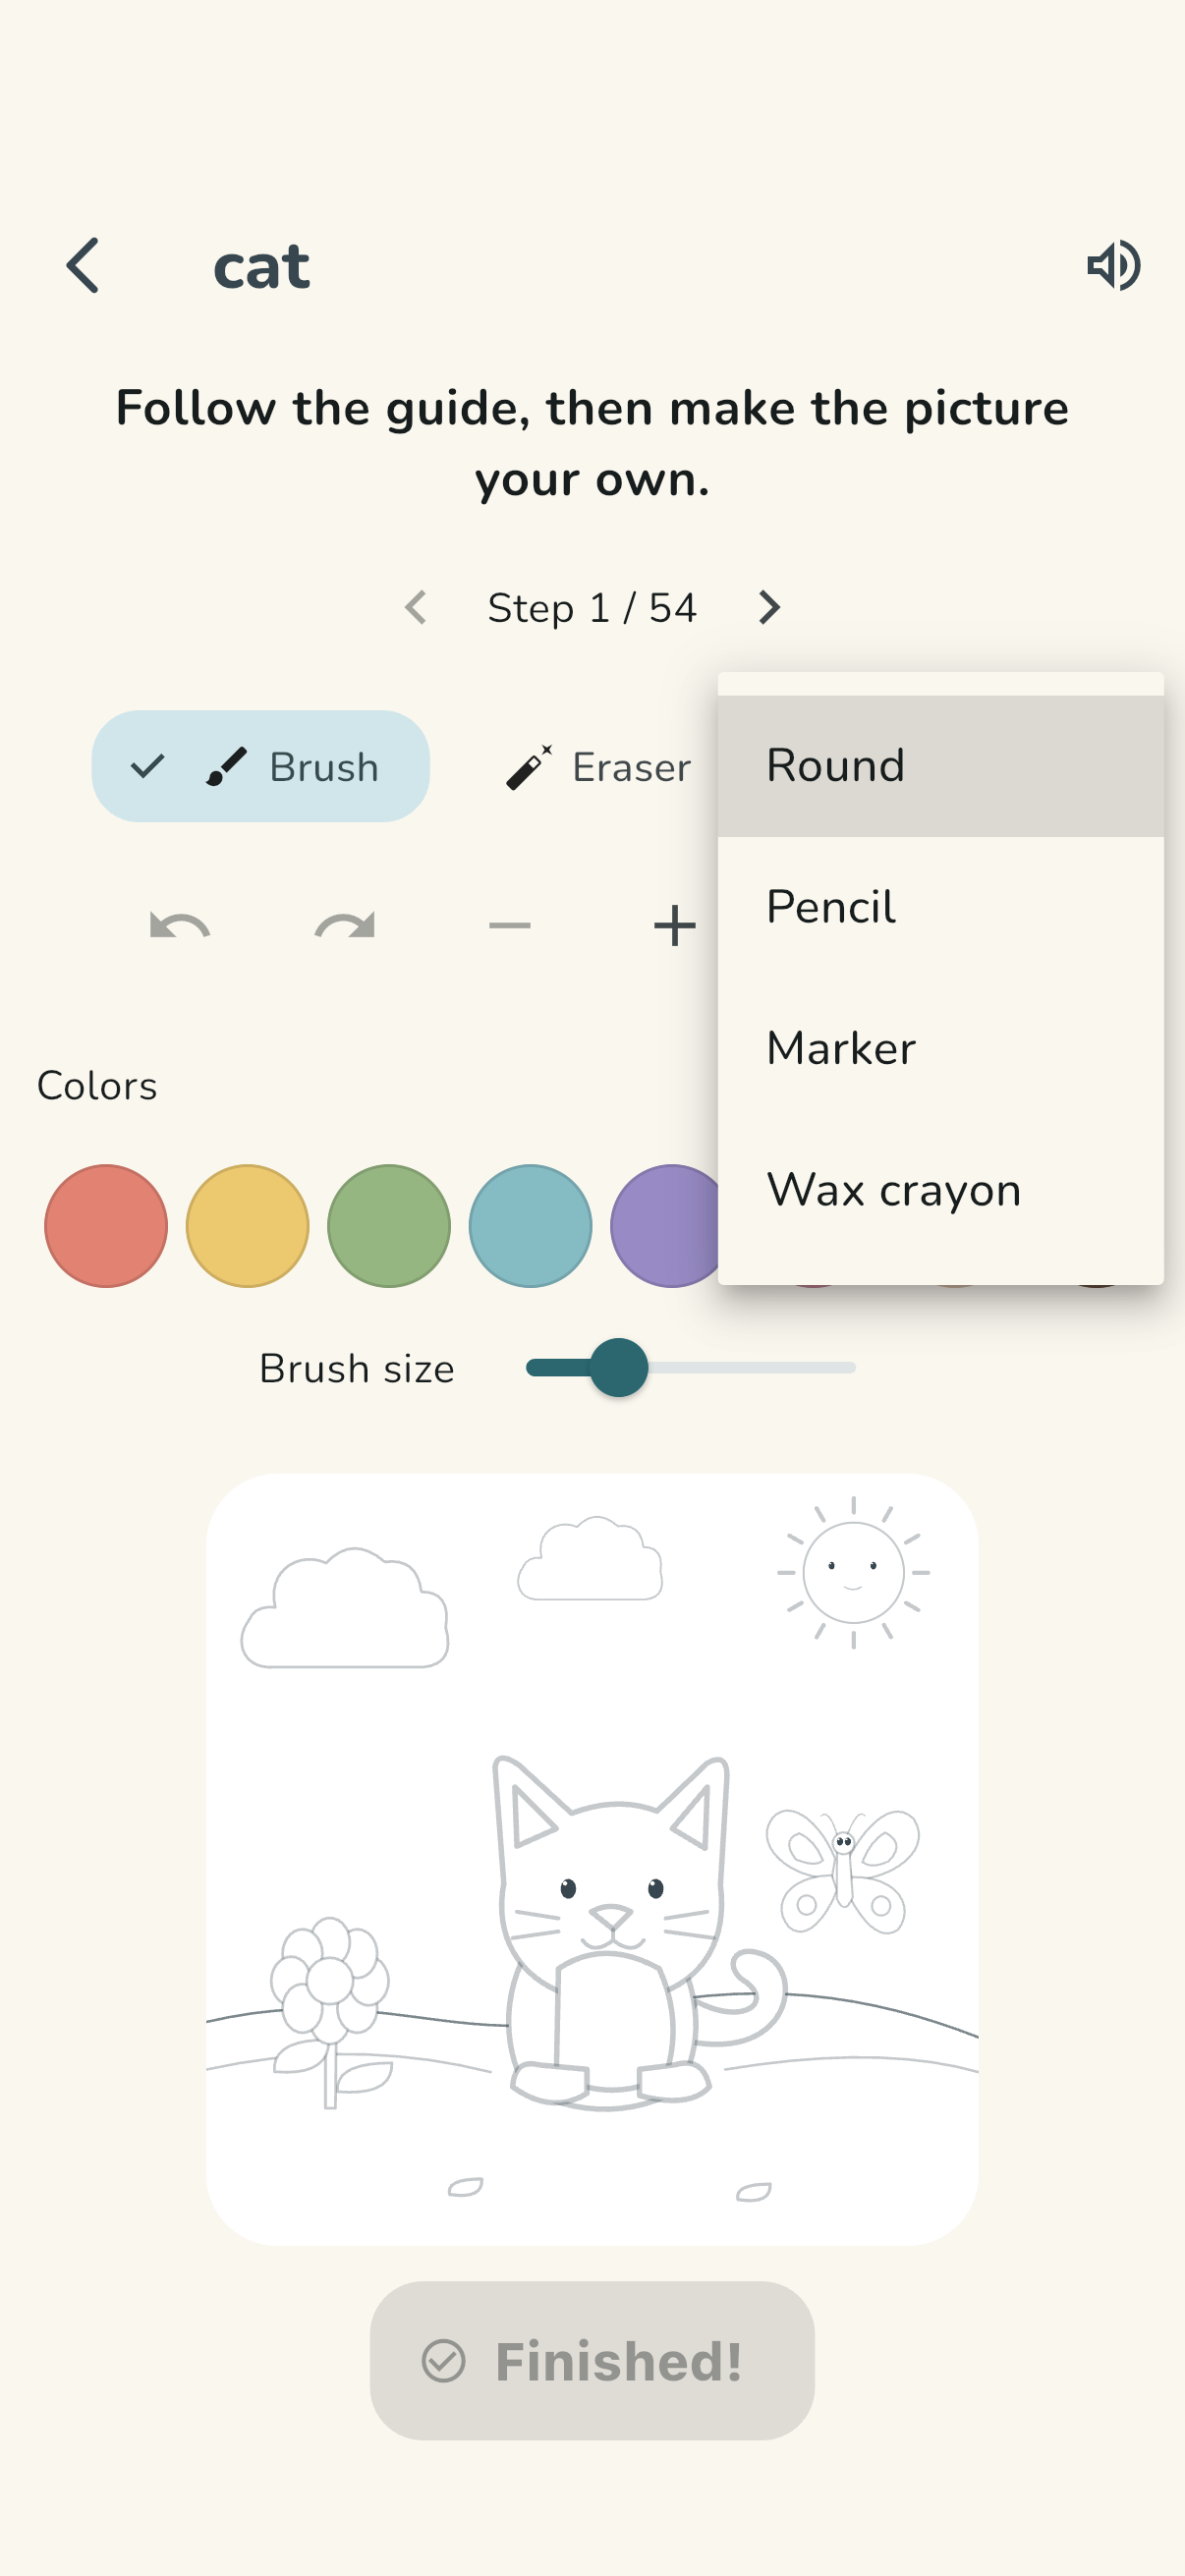 cat
Follow the guide, then make the picture
your own.
Step 1 / 54
Brush
Eraser
Round
Pencil
Marker
Wax crayon
Colors
Brush size
Finished!